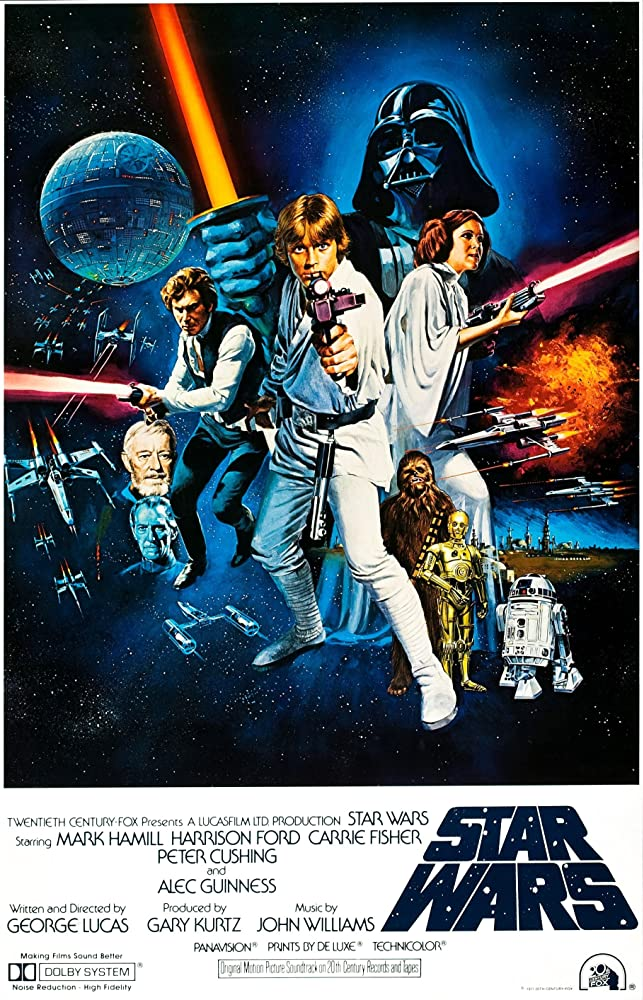 TWENTIETH CENTURY-FOX Presents A LUCASFILM LTD. PRODUCTION STAR WARS
Starring MARK HAMILL HARRISON FORD CARRIE FISHER
PETER CUSHING
and
ALEC GUINNESS
Written and Directed by
GEORGE LUCAS
Produced by
GARY KURTZ
Music by
JOHN WILLIAMS
PANAVISION® PRINTS BY DE LUXE® TECHNICOLOR®
Making Films Sound Better
DOLBY SYSTEM®
Noise Reduction - High Fidelity
Original Motion Picture Soundtrack on 20th Century Records and Tapes
STAR
WARS
20th
CENTURY
FOX